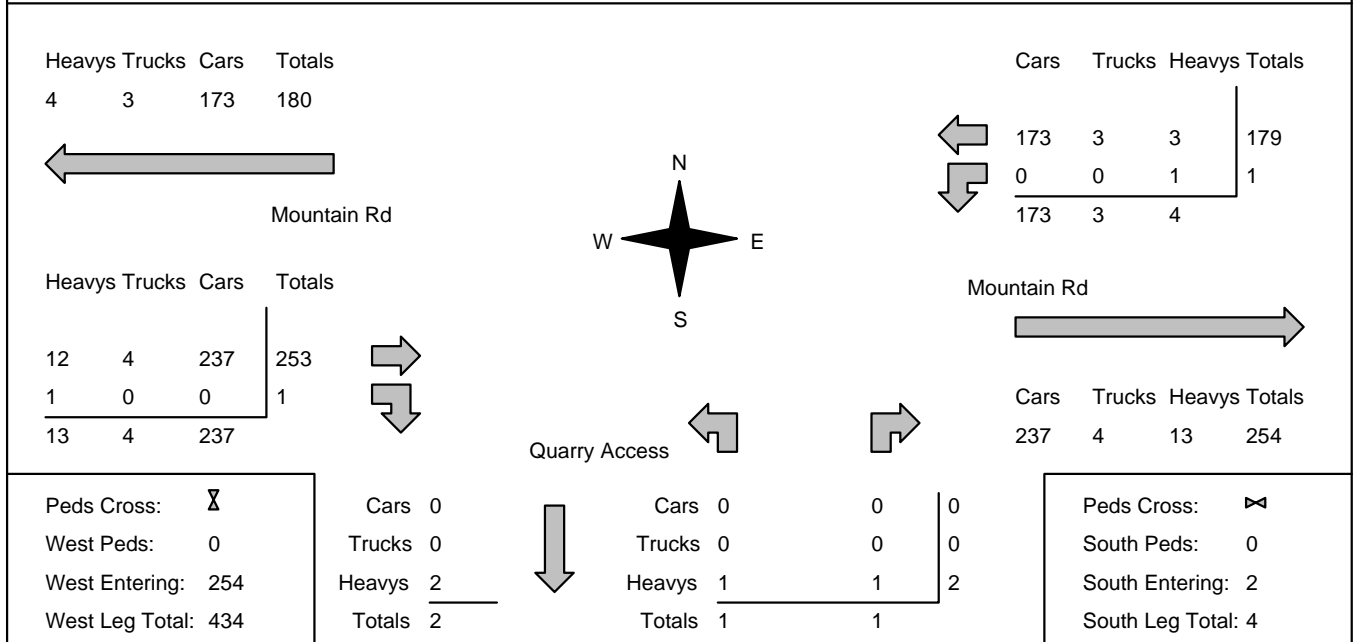 Heavys Trucks Cars Totals
4 3 173 180
Cars Trucks Heavys Totals
173 3 3 179
0 0 1 1
173 3 4
Mountain Rd
N
W E
S
Heavys Trucks Cars Totals
12 4 237 253
1 0 0 1
13 4 237
Mountain Rd
Cars Trucks Heavys Totals
237 4 13 254
Quarry Access
Peds Cross:
West Peds: 0
West Entering: 254
West Leg Total: 434
Cars 0
Trucks 0
Heavys 2
Totals 2
Cars 0 0 0
Trucks 0 0 0
Heavys 1 1 2
Totals 1 1
Peds Cross:
South Peds: 0
South Entering: 2
South Leg Total: 4